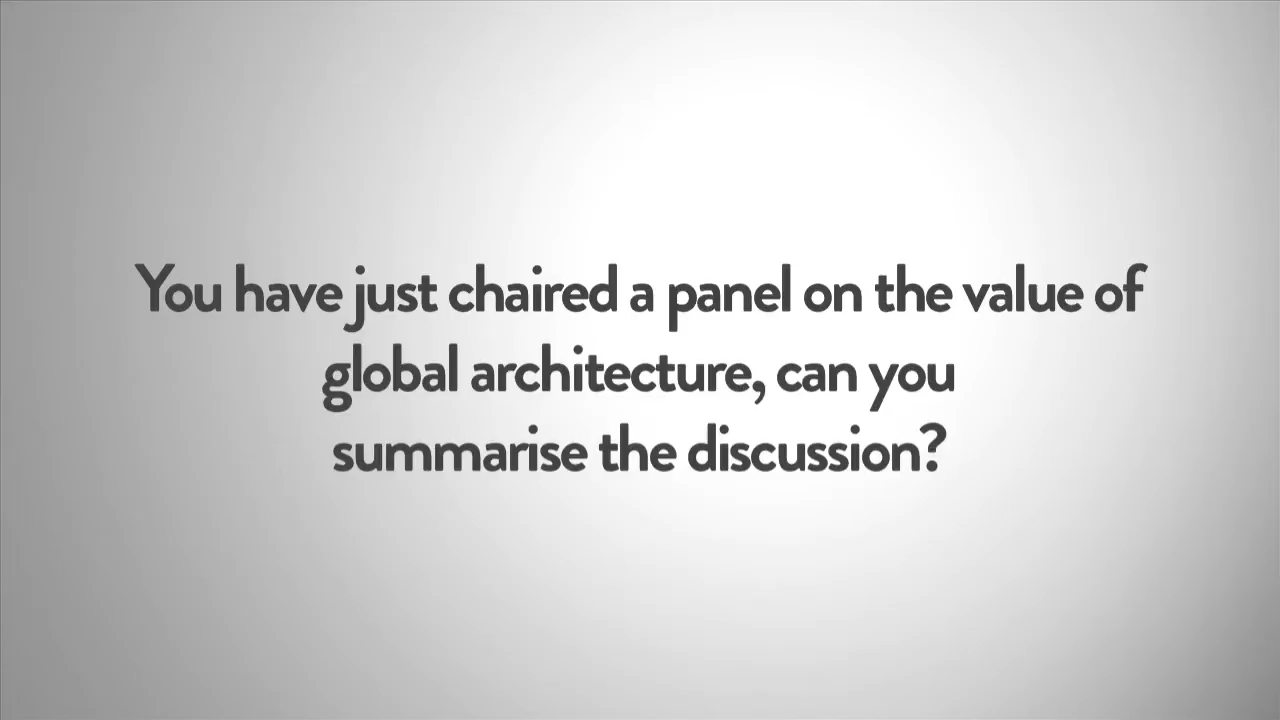 You have just chaired a panel on the value of
global architecture, can you
summarise the discussion?